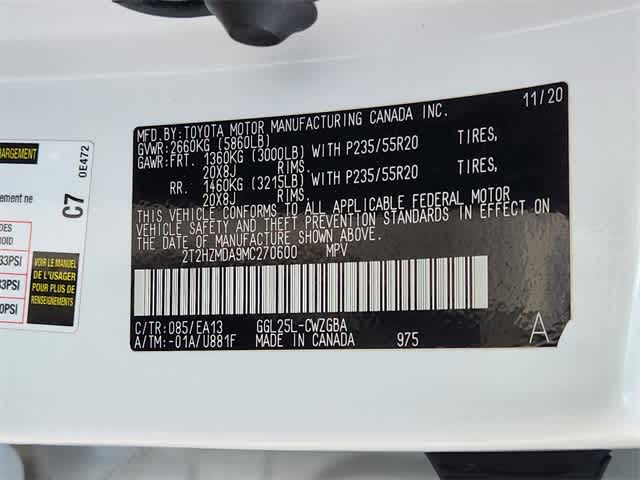 MFD. BY: TOYOTA MOTOR MANUFACTURING CANADA INC. 11/20
GVWR: 2660KG (5860LB)
GAWR: FRT. 1360KG (3000LB) WITH P235/55R20 TIRES,
20X8J RIMS.
RR. 1460KG (3215LB) WITH P235/55R20 TIRES,
20X8J RIMS.
THIS VEHICLE CONFORMS TO ALL APPLICABLE FEDERAL MOTOR
VEHICLE SAFETY AND THEFT PREVENTION STANDARDS IN EFFECT ON
THE DATE OF MANUFACTURE SHOWN ABOVE.
2T2HZMDA9MC270600 MPV
C/TR: 085/EA13 GGL25L-CWZGBA
A/TM: -01A/U881F MADE IN CANADA 975 A
C7 0E472
VOIR LE MANUEL
DE L'USAGER
POUR PLUS DE
RENSEIGNEMENTS